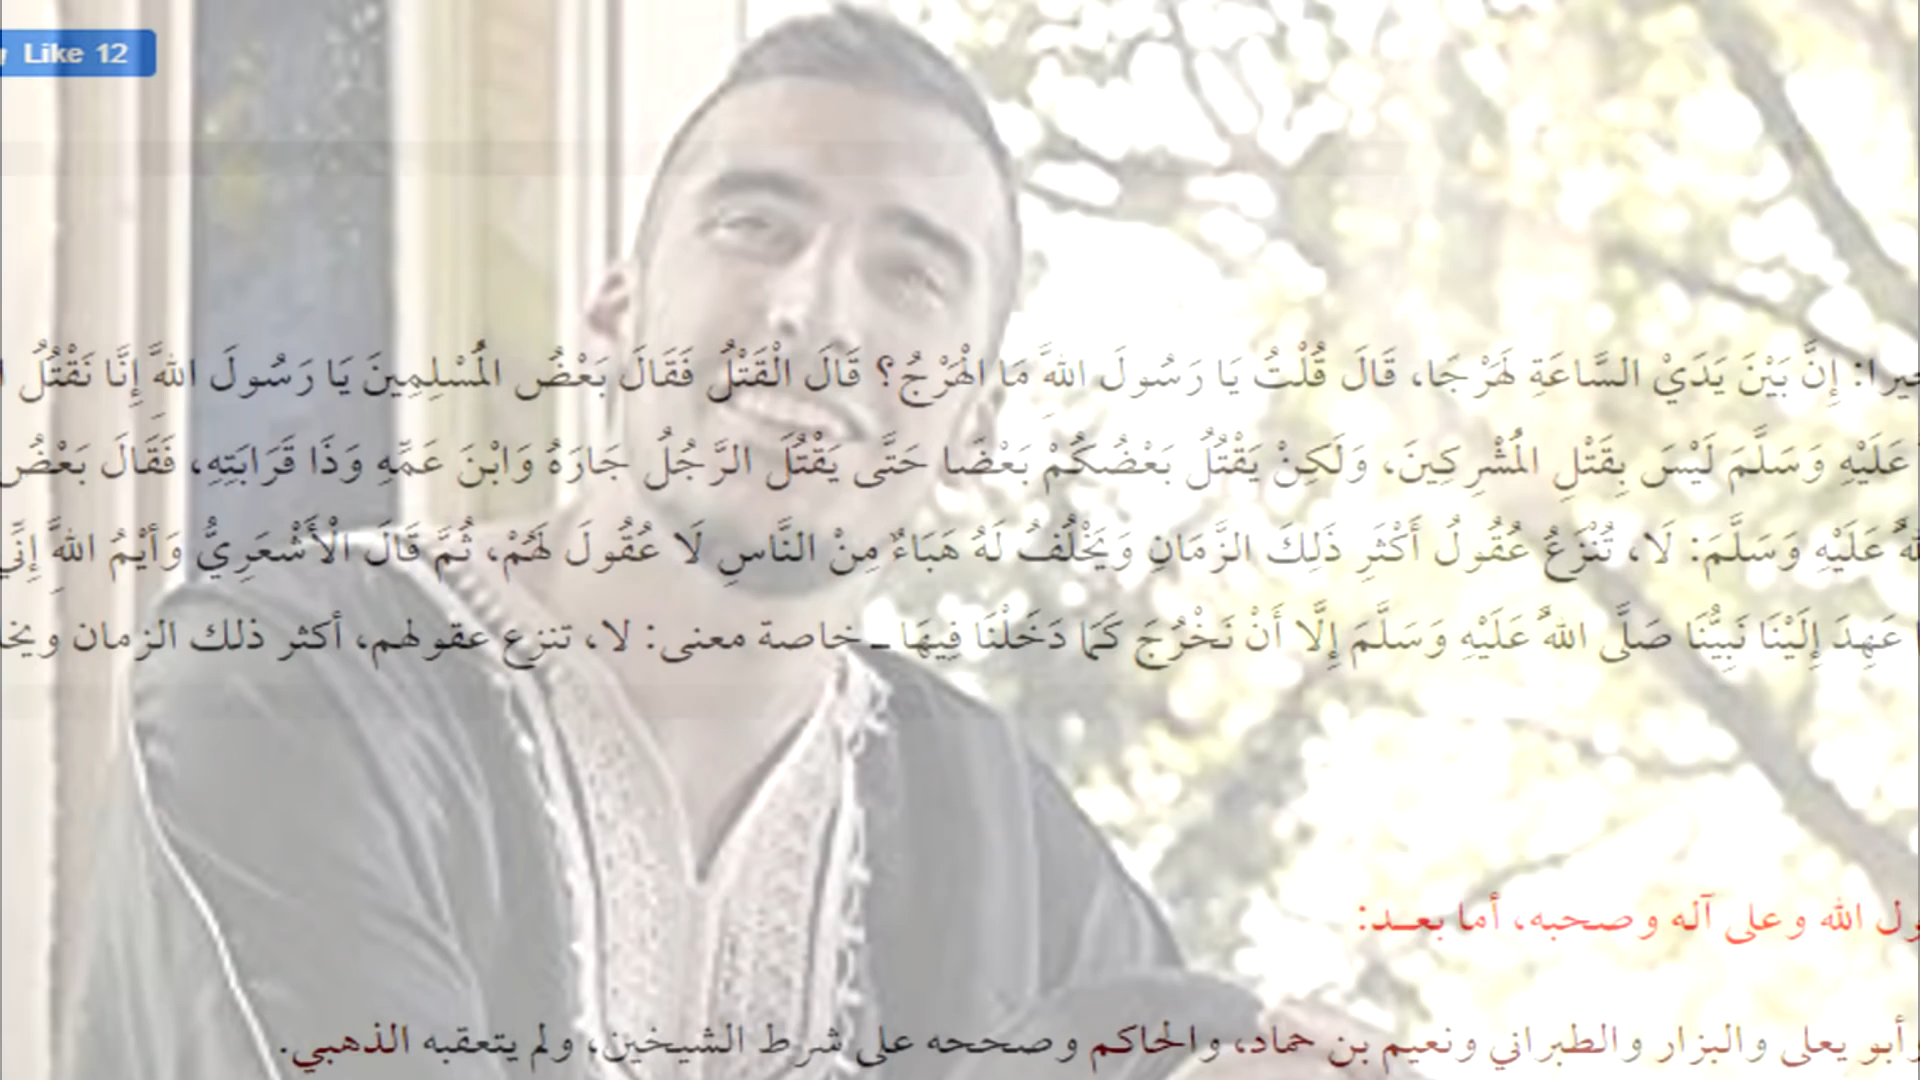 Like 12
إِنَّ بَيْنَ يَدَيْ السَّاعَةِ لَهَرْجًا، قَالَ قُلْتُ يَا رَسُولَ اللهَِّ مَا الْهَرْجُ؟ قَالَ الْقَتْلُ فَقَالَ بَعْضُ الْمُسْلِمِينَ يَا رَسُولَ اللهَِّ إِنَّا نَقْتُلُ
عَلَيْهِ وَسَلَّمَ لَيْسَ بِقَتْلِ الْمُشْرِكِينَ، وَلَكِنْ يَقْتُلُ بَعْضُكُمْ بَعْضًا حَتَّى يَقْتُلَ الرَّجُلُ جَارَهُ وَابْنَ عَمِّهِ وَذَا قَرَابَتِهِ، فَقَالَ بَعْضُ
عَلَيْهِ وَسَلَّمَ: لَا، تُنْزَعُ عُقُولُ أَكْثَرِ ذَلِكَ الزَّمَانِ وَيَخْلُفُ لَهُ هَبَاءٌ مِنْ النَّاسِ لَا عُقُولَ لَهُمْ، ثُمَّ قَالَ الْأَشْعَرِيُّ وَأيْمُ اللهَِّ إِنِّي
عَهِدَ إِلَيْنَا نَبِيُّنَا صَلَّى اللهُ عَلَيْهِ وَسَلَّمَ إِلَّا أَنْ نَخْرُجَ كَمَا دَخَلْنَا فِيهَا ـ خاصة معنى: لا، تنزع عقولهم، أكثر ذلك الزمان
الله وعلى آله وصحبه، أما بعـد:
وأبو يعلى والبزار والطبراني ونعيم بن حماد، والحاكم وصححه على شرط الشيخين، ولم يتعقبه الذهبي.